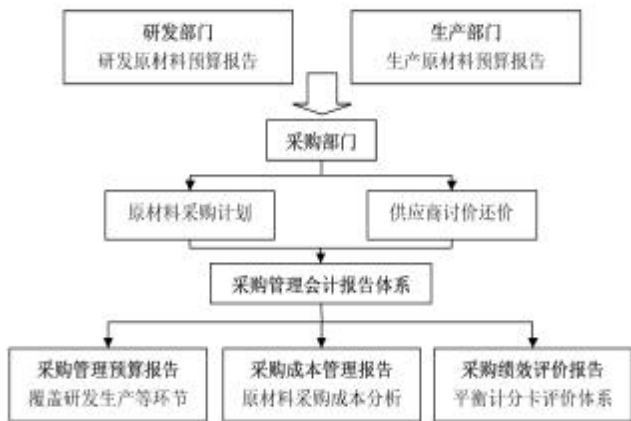 研发部门
研发原材料预算报告
生产部门
生产原材料预算报告
采购部门
原材料采购计划
供应商讨价还价
采购管理会计报告体系
采购管理预算报告
覆盖研发生产等环节
采购成本管理报告
原材料采购成本分析
采购绩效评价报告
平衡计分卡评价体系